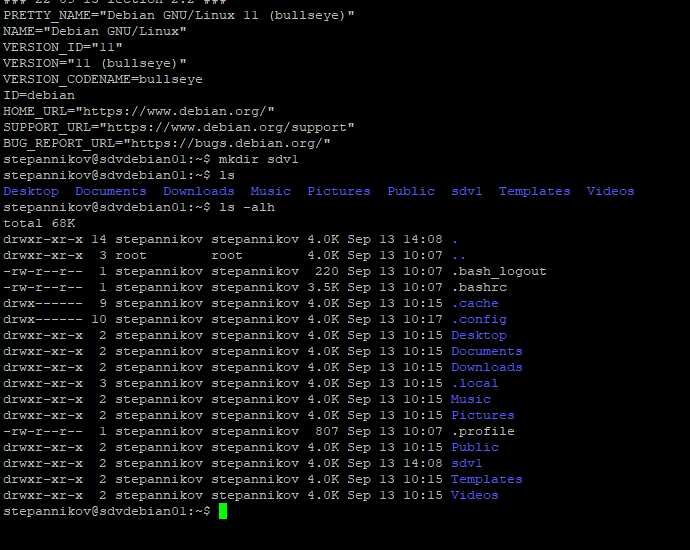 ### 22 09 13 lection 2.2 ###
PRETTY_NAME="Debian GNU/Linux 11 (bullseye)"
NAME="Debian GNU/Linux"
VERSION_ID="11"
VERSION="11 (bullseye)"
VERSION_CODENAME=bullseye
ID=debian
HOME_URL="https://www.debian.org/"
SUPPORT_URL="https://www.debian.org/support"
BUG_REPORT_URL="https://bugs.debian.org/"
stepannikov@sdvdebian01:~$ mkdir sdv1
stepannikov@sdvdebian01:~$ ls
Desktop  Documents  Downloads  Music  Pictures  Public  sdv1  Templates  Videos
stepannikov@sdvdebian01:~$ ls -alh
total 68K
drwxr-xr-x 14 stepannikov stepannikov 4.0K Sep 13 14:08 .
drwxr-xr-x  3 root        root        4.0K Sep 13 10:07 ..
-rw-r--r--  1 stepannikov stepannikov  220 Sep 13 10:07 .bash_logout
-rw-r--r--  1 stepannikov stepannikov 3.5K Sep 13 10:07 .bashrc
drwx------  9 stepannikov stepannikov 4.0K Sep 13 10:15 .cache
drwx------ 10 stepannikov stepannikov 4.0K Sep 13 10:17 .config
drwxr-xr-x  2 stepannikov stepannikov 4.0K Sep 13 10:15 Desktop
drwxr-xr-x  2 stepannikov stepannikov 4.0K Sep 13 10:15 Documents
drwxr-xr-x  2 stepannikov stepannikov 4.0K Sep 13 10:15 Downloads
drwxr-xr-x  3 stepannikov stepannikov 4.0K Sep 13 10:15 .local
drwxr-xr-x  2 stepannikov stepannikov 4.0K Sep 13 10:15 Music
drwxr-xr-x  2 stepannikov stepannikov 4.0K Sep 13 10:15 Pictures
-rw-r--r--  1 stepannikov stepannikov  807 Sep 13 10:07 .profile
drwxr-xr-x  2 stepannikov stepannikov 4.0K Sep 13 10:15 Public
drwxr-xr-x  2 stepannikov stepannikov 4.0K Sep 13 14:08 sdv1
drwxr-xr-x  2 stepannikov stepannikov 4.0K Sep 13 10:15 Templates
drwxr-xr-x  2 stepannikov stepannikov 4.0K Sep 13 10:15 Videos
stepannikov@sdvdebian01:~$